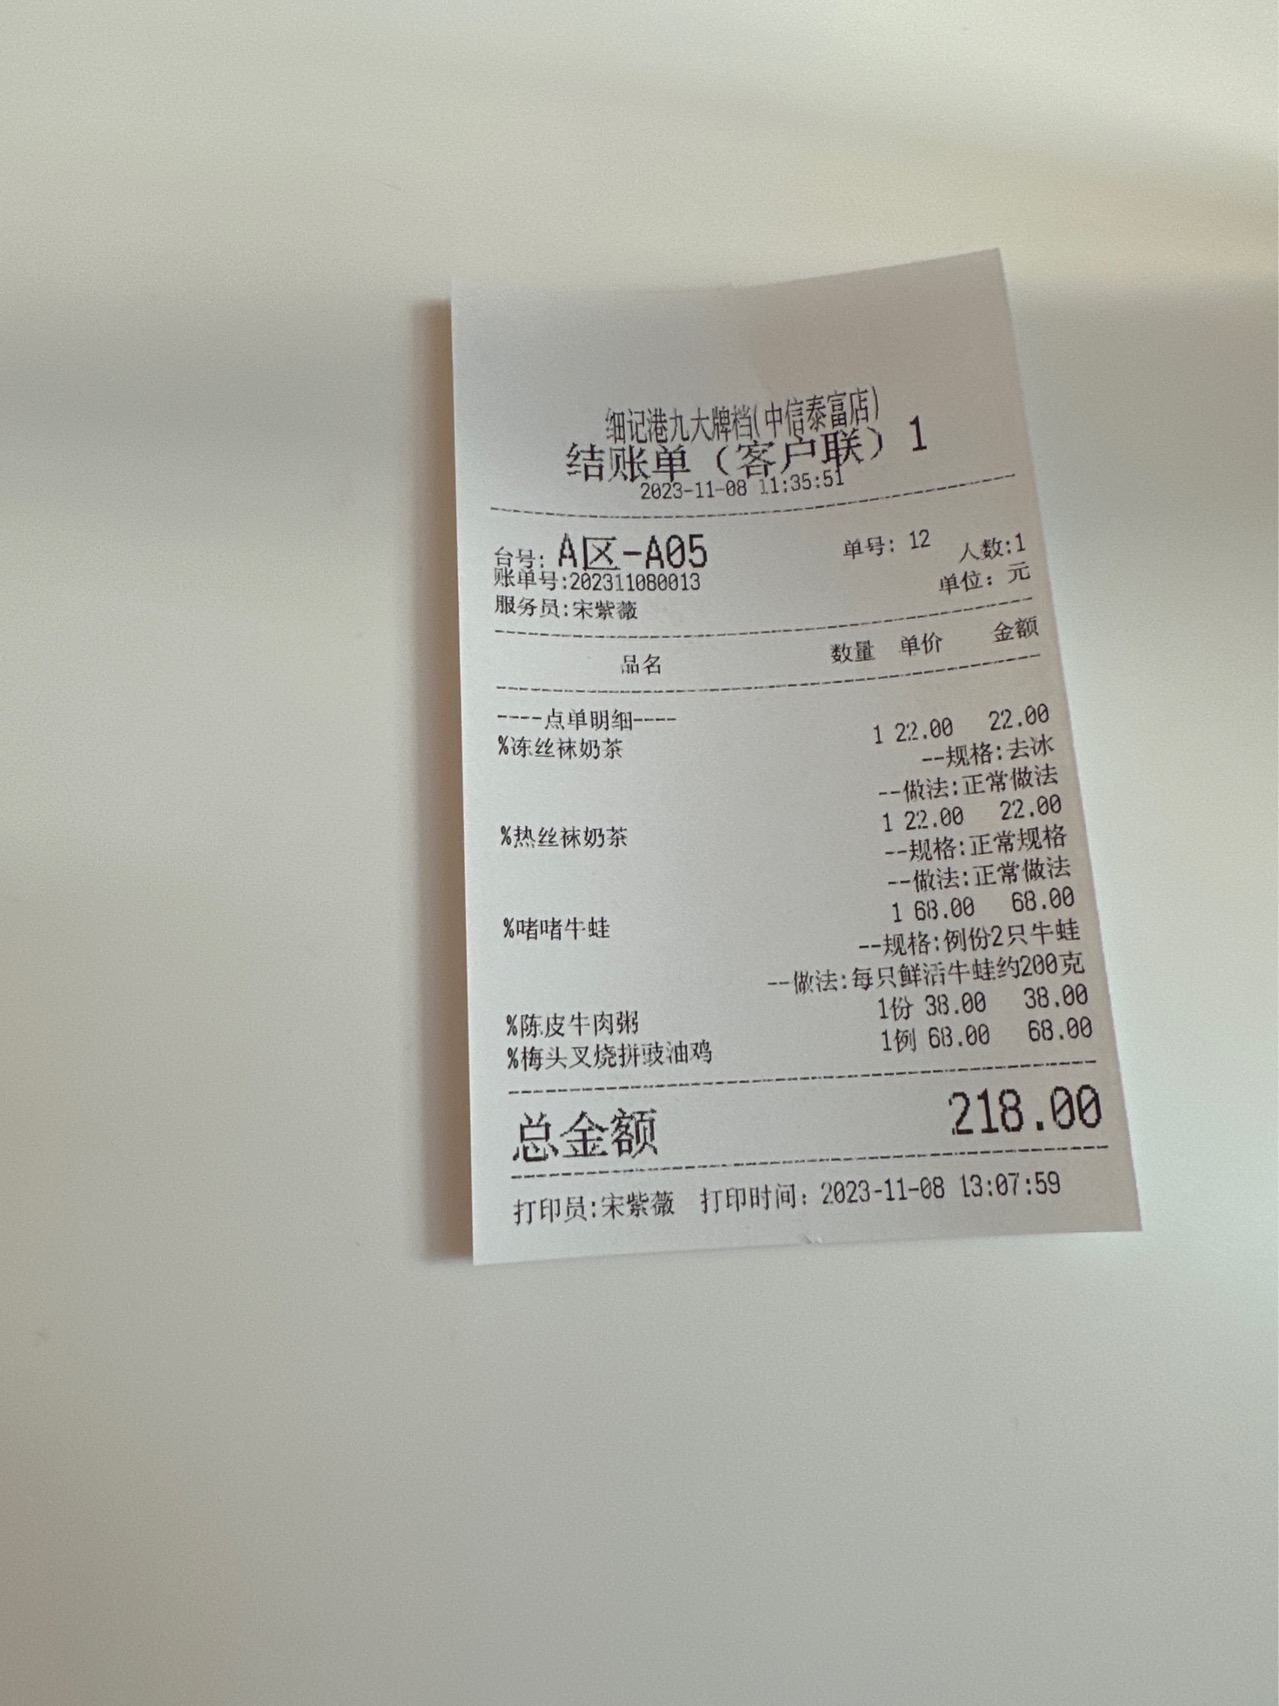 细记港九大牌档(中信泰富店)
结账单（客户联）1
2023-11-08 11:35:51
台号: A区-A05 单号: 12 人数:1
账单号:202311080013 单位: 元
服务员:宋紫薇
品名 数量 单价 金额
----点单明细----
%冻丝袜奶茶 1 22.00 22.00
--规格:去冰
--做法:正常做法
%热丝袜奶茶 1 22.00 22.00
--规格:正常规格
--做法:正常做法
%啫啫牛蛙 1 68.00 68.00
--规格:例份2只牛蛙
--做法:每只鲜活牛蛙约200克
%陈皮牛肉粥 1份 38.00 38.00
%梅头叉烧拼豉油鸡 1例 68.00 68.00
总金额 218.00
打印员:宋紫薇 打印时间: 2023-11-08 13:07:59